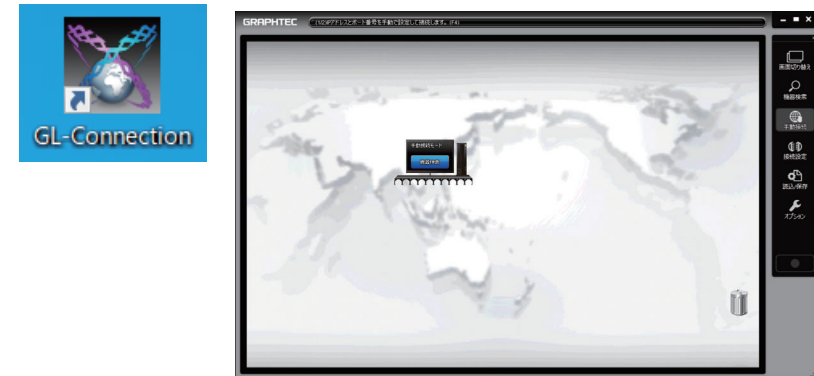 GL-Connection
GRAPHTEC
(1/2)IPアドレスとポート番号を手動で設定して接続します。(F4)
手動接続モード
機器検索
画面切り替え
機器検索
手動接続
接続設定
読込/保存
オプション